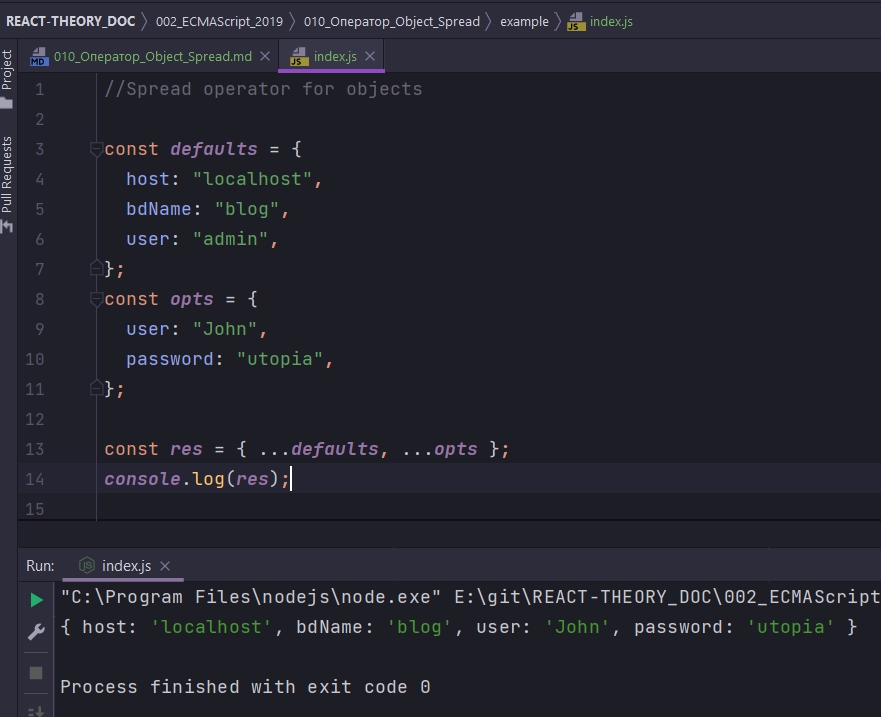 REACT-THEORY_DOC 002_ECMAScript_2019 010_Оператор_Object_Spread example JS index.js
MD 010_Оператор_Object_Spread.md JS index.js
Project
Pull Requests
1 //Spread operator for objects
2
3 const defaults = {
4 host: "localhost",
5 bdName: "blog",
6 user: "admin",
7 };
8 const opts = {
9 user: "John",
10 password: "utopia",
11 };
12
13 const res = { ...defaults, ...opts };
14 console.log(res);
15
Run: JS index.js
"C:\Program Files\nodejs\node.exe" E:\git\REACT-THEORY_DOC\002_ECMAScript
{ host: 'localhost', bdName: 'blog', user: 'John', password: 'utopia' }
Process finished with exit code 0